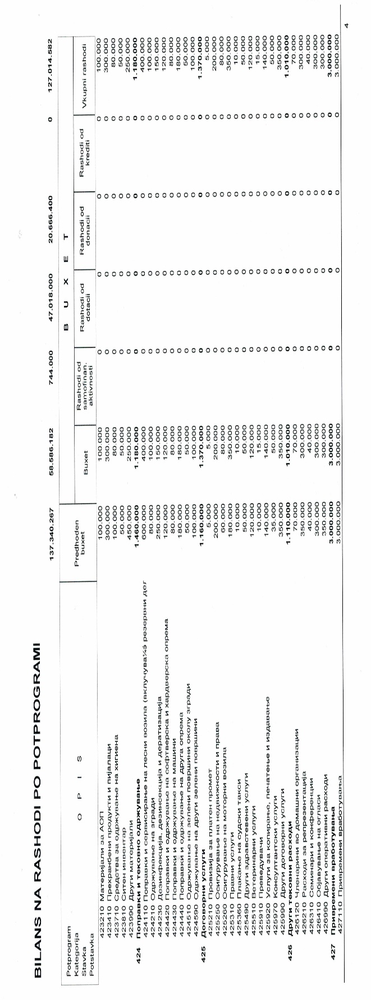 BILANS NA RASHODI PO POTPROGRAMI
137.340.267 58.586.182 744.000 47.018.000 20.666.400 0 127.014.582
Potprogram
Kategorija
Stavka
Potstavka
O P I S
Predhoden buxet
B U X E T
Buxet
Rashodi od samofinan. aktivnosti
Rashodi od dotacii
Rashodi od donacii
Rashodi od krediti
Vkupni rashodi
423210 Материјали за АОП 100.000 100.000 0 0 0 0 100.000
423410 Прехранбени продукти и пијалаци 300.000 300.000 0 0 0 0 300.000
423710 Средства за одржување на хигиена 100.000 80.000 0 0 0 0 80.000
423810 Ситен инвентар 50.000 50.000 0 0 0 0 50.000
423990 Други материјали 450.000 250.000 0 0 0 0 250.000
424 Поправки и тековно одржување 1.460.000 1.180.000 0 0 0 0 1.180.000
424110 Поправки и сервисирање на лесни возила (вклучува¼ѐ резервни дег 600.000 400.000 0 0 0 0 400.000
424210 Одржување на згради 80.000 100.000 0 0 0 0 100.000
424230 Дезинфекција, дезинсекција и дератизација 250.000 150.000 0 0 0 0 150.000
424420 Поправки и одржување на софтверска и хардверска опрема 120.000 120.000 0 0 0 0 120.000
424430 Поправки и одржување на машини 80.000 80.000 0 0 0 0 80.000
424440 Поправки и одржување на друга опрема 180.000 180.000 0 0 0 0 180.000
424510 Одржување на зелени површини околу згради 50.000 50.000 0 0 0 0 50.000
424590 Одржување на други зелени површини 100.000 100.000 0 0 0 0 100.000
425 Договорни услуги 1.160.000 1.370.000 0 0 0 0 1.370.000
425210 Провизија за платен промет 5.000 5.000 0 0 0 0 5.000
425250 Осигурување на недвижности и права 200.000 200.000 0 0 0 0 200.000
425260 Осигурување на моторни возила 60.000 80.000 0 0 0 0 80.000
425310 Правни услуги 180.000 350.000 0 0 0 0 350.000
425360 Плаќање на судски такси 10.000 10.000 0 0 0 0 10.000
425490 Други здравствени услуги 50.000 50.000 0 0 0 0 50.000
425510 Ветеринарни услуги 120.000 120.000 0 0 0 0 120.000
425910 Преведувачи 10.000 15.000 0 0 0 0 15.000
425920 Услуги за копирање, печатење и издавање 140.000 140.000 0 0 0 0 140.000
425970 Консултантски услуги 35.000 50.000 0 0 0 0 50.000
425990 Други договорни услуги 350.000 350.000 0 0 0 0 350.000
426 Други тековни расходи 1.110.000 1.010.000 0 0 0 0 1.010.000
426120 Членарини во домашни организации 70.000 70.000 0 0 0 0 70.000
426210 Расходи за репрезентација 350.000 300.000 0 0 0 0 300.000
426310 Семинари и конференции 40.000 40.000 0 0 0 0 40.000
426410 Објавување на огласи 300.000 300.000 0 0 0 0 300.000
426990 Други оперативни расходи 350.000 300.000 0 0 0 0 300.000
427 Привремени вработувања 3.000.000 3.000.000 0 0 0 0 3.000.000
427110 Привремени вработувања 3.000.000 3.000.000 0 0 0 0 3.000.000
4